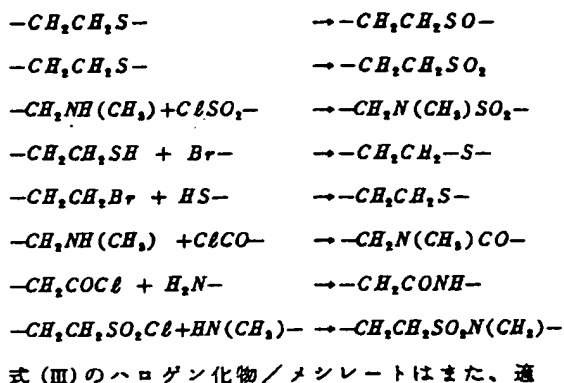 —CH₂CH₂S— →—CH₂CH₂SO—
—CH₂CH₂S— →—CH₂CH₂SO₂
—CH₂NH(CH₃)+ClSO₂— →—CH₂N(CH₃)SO₂—
—CH₂CH₂SH + Br— →—CH₂CH₂—S—
—CH₂CH₂Br + HS— →—CH₂CH₂S—
—CH₂NH(CH₃) +ClCO— →—CH₂N(CH₃)CO—
—CH₂COCl + H₂N— →—CH₂CONH—
—CH₂CH₂SO₂Cl+HN(CH₃)— →—CH₂CH₂SO₂N(CH₃)—
式(III)のハロゲン化物/メシレートはまた、適